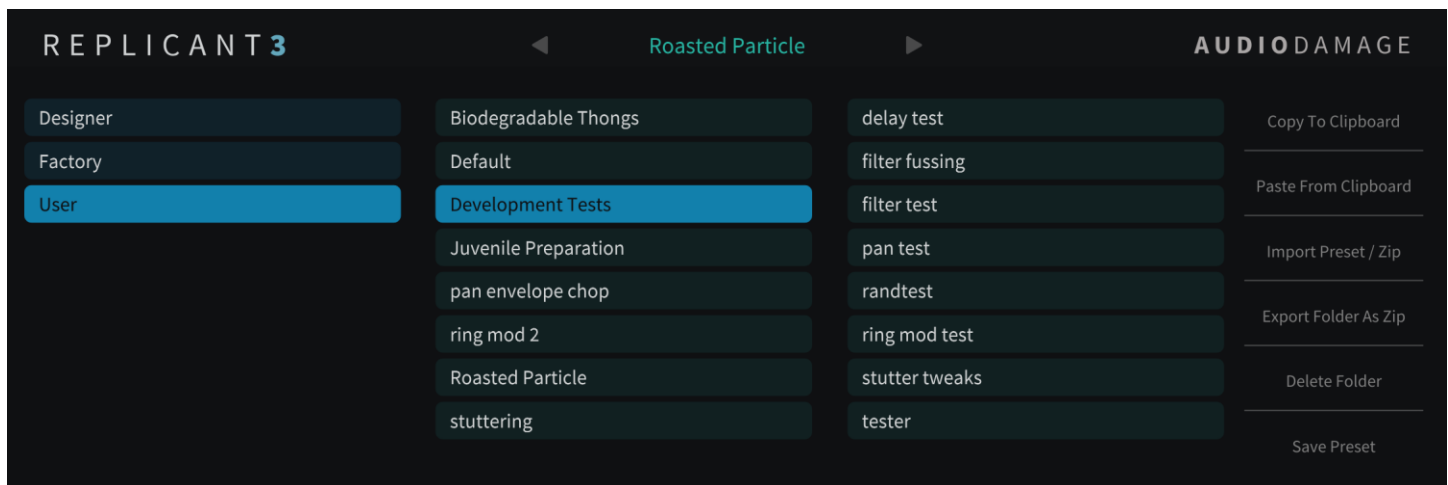 REPLICANT3
Roasted Particle
AUDIODAMAGE
Designer
Factory
User
Biodegradable Thongs
Default
Development Tests
Juvenile Preparation
pan envelope chop
ring mod 2
Roasted Particle
stuttering
delay test
filter fussing
filter test
pan test
randtest
ring mod test
stutter tweaks
tester
Copy To Clipboard
Paste From Clipboard
Import Preset / Zip
Export Folder As Zip
Delete Folder
Save Preset